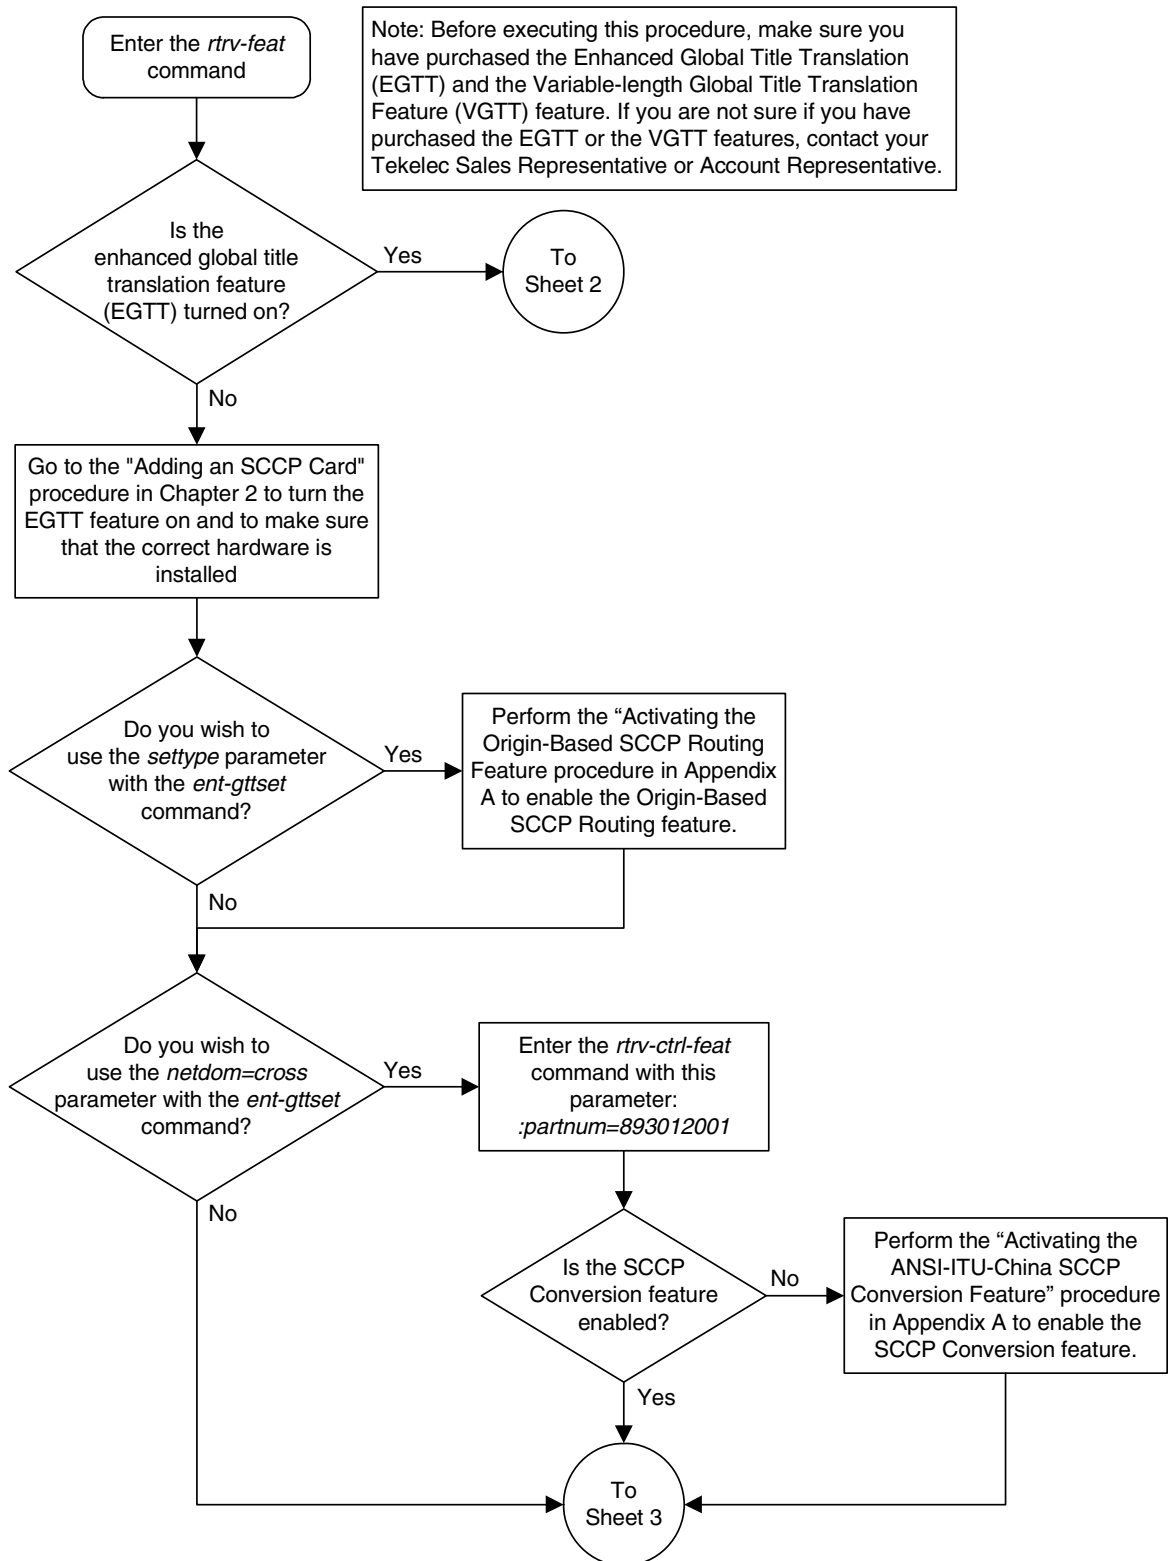 Enter the rtrv-feat
command
Note: Before executing this procedure, make sure you
have purchased the Enhanced Global Title Translation
(EGTT) and the Variable-length Global Title Translation
Feature (VGTT) feature. If you are not sure if you have
purchased the EGTT or the VGTT features, contact your
Tekelec Sales Representative or Account Representative.
Is the
enhanced global title
translation feature
(EGTT) turned on?
Yes
To
Sheet 2
No
Go to the "Adding an SCCP Card"
procedure in Chapter 2 to turn the
EGTT feature on and to make sure
that the correct hardware is
installed
Do you wish to
use the settype parameter
with the ent-gttset
command?
Yes
Perform the “Activating the
Origin-Based SCCP Routing
Feature procedure in Appendix
A to enable the Origin-Based
SCCP Routing feature.
No
Do you wish to
use the netdom=cross
parameter with the ent-gttset
command?
Yes
Enter the rtrv-ctrl-feat
command with this
parameter:
:partnum=893012001
No
Is the SCCP
Conversion feature
enabled?
No
Perform the “Activating the
ANSI-ITU-China SCCP
Conversion Feature” procedure
in Appendix A to enable the
SCCP Conversion feature.
Yes
To
Sheet 3